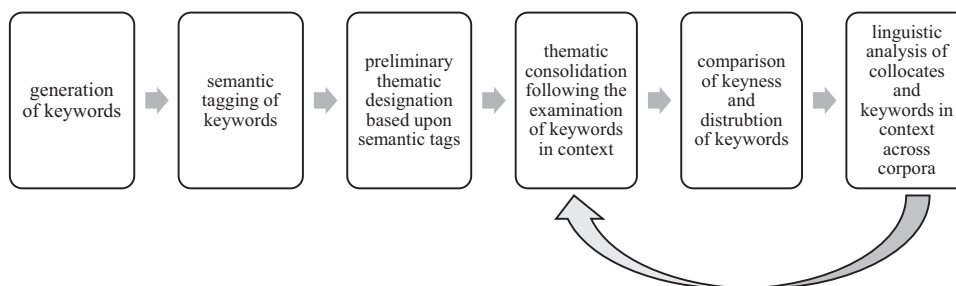 generation
of keywords
semantic
tagging of
keywords
preliminary
thematic
designation
based upon
semantic tags
thematic
consolidation
following the
examination
of keywords
in context
comparison
of keyness
and
distrubtion
of keywords
linguistic
analysis of
collocates
and
keywords in
context
across
corpora